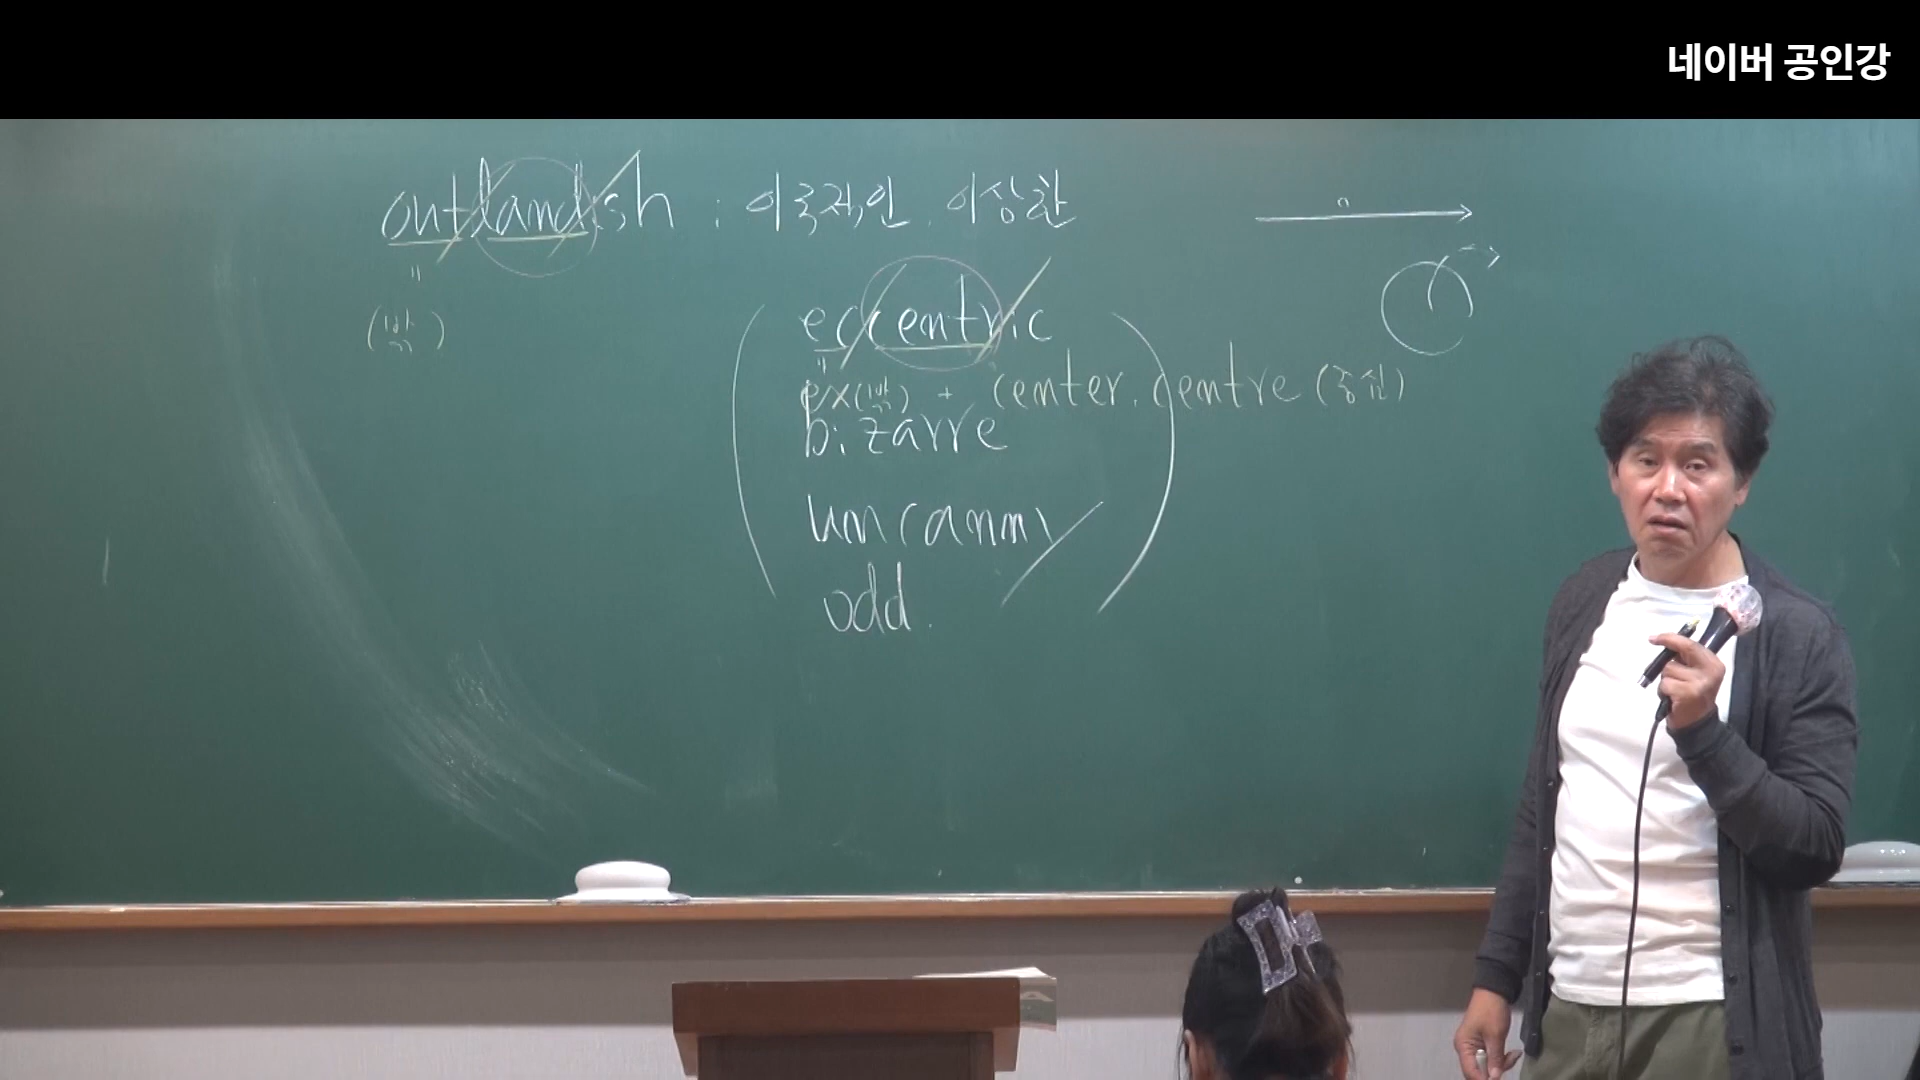 네이버 공인강
outlandish : 이국적인, 이상한
(밖)
eccentric
ex(밖) + center, centre (중심)
bizarre
uncanny
odd.